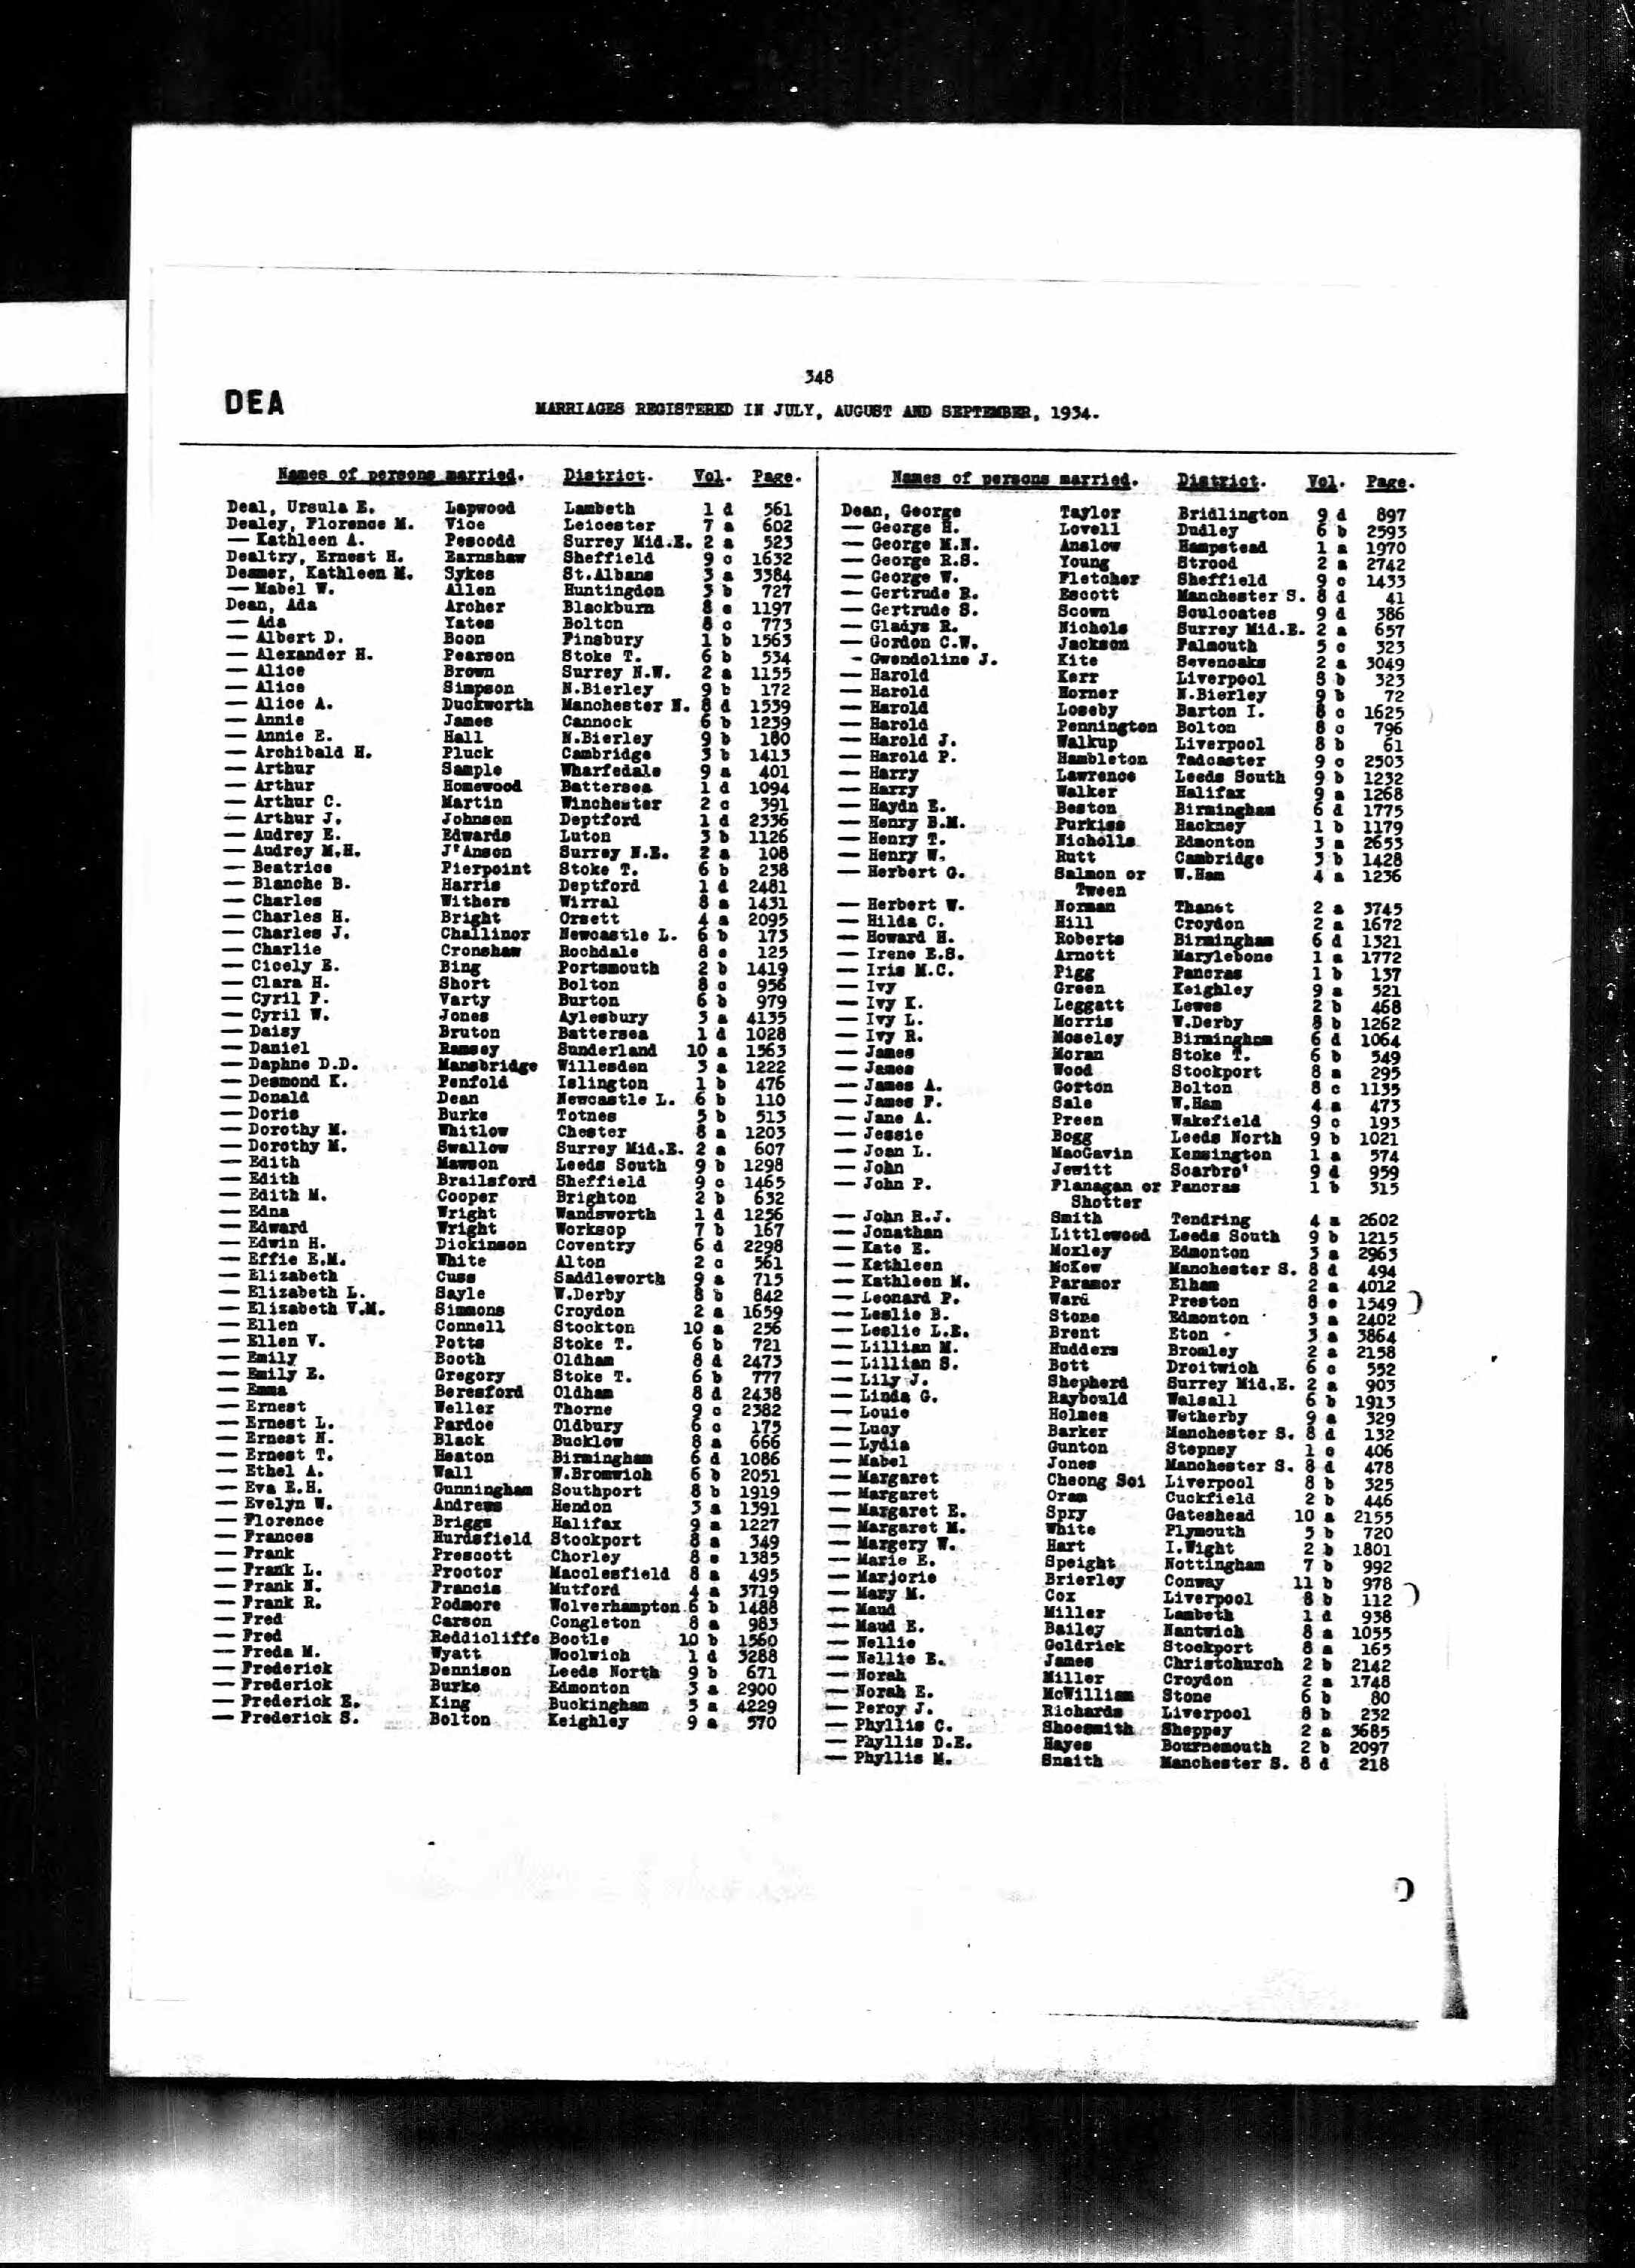 348
DEA
MARRIAGES REGISTERED IN JULY, AUGUST AND SEPTEMBER, 1934.
Names of persons married. District. Vol. Page.
Deal, Ursula E. Lapwood Lambeth 1 d 561
Dealey, Florence M. Vice Leicester 7 a 602
— Kathleen A. Pescodd Surrey Mid.E. 2 a 523
Dealtry, Ernest H. Earnshaw Sheffield 9 c 1632
Deamer, Kathleen M. Sykes St.Albans 3 a 3384
— Mabel W. Allen Huntingdon 3 b 727
Dean, Ada Archer Blackburn 8 e 1197
— Ada Yates Bolton 8 c 773
— Albert D. Boon Finsbury 1 b 1563
— Alexander H. Pearson Stoke T. 6 b 534
— Alice Brown Surrey N.W. 2 a 1155
— Alice Simpson N.Bierley 9 b 172
— Alice A. Duckworth Manchester N. 8 d 1539
— Annie James Cannock 6 b 1239
— Annie E. Hall N.Bierley 9 b 180
— Archibald H. Pluck Cambridge 3 b 1413
— Arthur Sample Wharfedale 9 a 401
— Arthur Homewood Battersea 1 d 1094
— Arthur C. Martin Winchester 2 c 391
— Arthur J. Johnson Deptford 1 d 2336
— Audrey E. Edwards Luton 3 b 1126
— Audrey M.H. J'Anson Surrey N.E. 2 a 108
— Beatrice Pierpoint Stoke T. 6 b 238
— Blanche B. Harris Deptford 1 d 2481
— Charles Withers Wirral 8 a 1431
— Charles H. Bright Orsett 4 a 2095
— Charles J. Challinor Newcastle L. 6 b 173
— Charlie Cronshaw Rochdale 8 e 125
— Cicely E. Bing Portsmouth 2 b 1419
— Clara H. Short Bolton 8 c 956
— Cyril F. Varty Burton 6 b 979
— Cyril W. Jones Aylesbury 3 a 4135
— Daisy Bruton Battersea 1 d 1028
— Daniel Ramsey Sunderland 10 a 1563
— Daphne D.D. Mansbridge Willesden 3 a 1222
— Desmond K. Penfold Islington 1 b 476
— Donald Dean Newcastle L. 6 b 110
— Doris Burke Totnes 5 b 513
— Dorothy M. Whitlow Chester 8 a 1203
— Dorothy M. Swallow Surrey Mid.E. 2 a 607
— Edith Mawson Leeds South 9 b 1298
— Edith Brailsford Sheffield 9 c 1465
— Edith M. Cooper Brighton 2 b 632
— Edna Wright Wandsworth 1 d 1256
— Edward Wright Worksop 7 b 167
— Edwin H. Dickinson Coventry 6 d 2298
— Effie E.M. White Alton 2 c 561
— Elizabeth Cuss Saddleworth 9 a 715
— Elizabeth L. Sayle W.Derby 8 b 842
— Elizabeth V.M. Simmons Croydon 2 a 1659
— Ellen Connell Stockton 10 a 256
— Ellen V. Potts Stoke T. 6 b 721
— Emily Booth Oldham 8 d 2473
— Emily E. Gregory Stoke T. 6 b 777
— Emma Beresford Oldham 8 d 2438
— Ernest Weller Thorne 9 c 2382
— Ernest L. Pardoe Oldbury 6 c 175
— Ernest N. Black Bucklow 8 a 666
— Ernest T. Heaton Birmingham 6 d 1086
— Ethel A. Wall W.Bromwich 6 b 2051
— Eva E.H. Gunningham Southport 8 b 1919
— Evelyn W. Andrews Hendon 3 a 1391
— Florence Briggs Halifax 9 a 1227
— Frances Hurdsfield Stockport 8 a 349
— Frank Prescott Chorley 8 e 1385
— Frank L. Proctor Macclesfield 8 a 495
— Frank N. Francis Mutford 4 a 3719
— Frank R. Podmore Wolverhampton 6 b 1488
— Fred Carson Congleton 8 a 983
— Fred Reddicliffe Bootle 10 b 1560
— Freda M. Wyatt Woolwich 1 d 3288
— Frederick Dennison Leeds North 9 b 671
— Frederick Burke Edmonton 3 a 2900
— Frederick E. King Buckingham 3 a 4229
— Frederick S. Bolton Keighley 9 a 570
Names of persons married. District. Vol. Page.
Dean, George Taylor Bridlington 9 d 897
— George H. Lovell Dudley 6 b 2593
— George M.N. Anslow Hampstead 1 a 1970
— George R.S. Young Strood 2 a 2742
— George W. Fletcher Sheffield 9 c 1433
— Gertrude R. Escott Manchester S. 8 d 41
— Gertrude S. Scown Sculcoates 9 d 386
— Gladys R. Nichols Surrey Mid.E. 2 a 657
— Gordon C.W. Jackson Falmouth 5 c 323
— Gwendoline J. Kite Sevenoaks 2 a 3049
— Harold Kerr Liverpool 8 b 323
— Harold Horner N.Bierley 9 b 72
— Harold Loseby Barton I. 8 c 1625
— Harold Pennington Bolton 8 c 796
— Harold J. Walkup Liverpool 8 b 61
— Harold P. Hambleton Tadcaster 9 c 2503
— Harry Lawrence Leeds South 9 b 1232
— Harry Walker Halifax 9 a 1268
— Haydn E. Beston Birmingham 6 d 1775
— Henry B.M. Purkiss Hackney 1 b 1179
— Henry T. Nicholls Edmonton 3 a 2653
— Henry W. Rutt Cambridge 3 b 1428
— Herbert G. Salmon or W.Ham 4 a 1236
Tween
— Herbert W. Norman Thanet 2 a 3745
— Hilda C. Hill Croydon 2 a 1672
— Howard H. Roberts Birmingham 6 d 1321
— Irene E.S. Arnott Marylebone 1 a 1772
— Iris M.C. Pigg Pancras 1 b 137
— Ivy Green Keighley 9 a 321
— Ivy K. Leggatt Lewes 2 b 468
— Ivy L. Morris W.Derby 8 b 1262
— Ivy R. Moseley Birmingham 6 d 1064
— James Moran Stoke T. 6 b 549
— James Wood Stockport 8 a 295
— James A. Gorton Bolton 8 c 1135
— James F. Sale W.Ham 4 a 473
— Jane A. Preen Wakefield 9 c 193
— Jessie Bogg Leeds North 9 b 1021
— Joan L. MacGavin Kensington 1 a 574
— John Jewitt Scarbro' 9 d 959
— John P. Flanagan or Pancras 1 b 315
Shotter
— John R.J. Smith Tendring 4 a 2602
— Jonathan Littlewood Leeds South 9 b 1215
— Kate E. Moxley Edmonton 3 a 2963
— Kathleen McKew Manchester S. 8 d 494
— Kathleen M. Paramor Elham 2 a 4012
— Leonard P. Ward Preston 8 e 1549
— Leslie B. Stone Edmonton 3 a 2402
— Leslie L.E. Brent Eton 3 a 3864
— Lillian M. Hudders Bromley 2 a 2158
— Lillian S. Bott Droitwich 6 c 552
— Lily J. Shepherd Surrey Mid.E. 2 a 903
— Linda G. Raybould Walsall 6 b 1913
— Louie Holmes Wetherby 9 a 329
— Lucy Barker Manchester S. 8 d 132
— Lydia Gunton Stepney 1 c 406
— Mabel Jones Manchester S. 8 d 478
— Margaret Cheong Soi Liverpool 8 b 325
— Margaret Oram Cuckfield 2 b 446
— Margaret E. Spry Gateshead 10 a 2155
— Margaret M. White Plymouth 5 b 720
— Margery W. Hart I.Wight 2 b 1801
— Marie E. Speight Nottingham 7 b 992
— Marjorie Brierley Conway 11 b 978
— Mary M. Cox Liverpool 8 b 112
— Maud Miller Lambeth 1 d 938
— Maud E. Bailey Nantwich 8 a 1055
— Nellie Goldrick Stockport 8 a 165
— Nellie E. James Christchurch 2 b 2142
— Norah Miller Croydon 2 a 1748
— Norah E. McWilliam Stone 6 b 80
— Percy J. Richards Liverpool 8 b 232
— Phyllis C. Shoesmith Sheppey 2 a 3685
— Phyllis D.E. Hayes Bournemouth 2 b 2097
— Phyllis M. Snaith Manchester S. 8 d 218